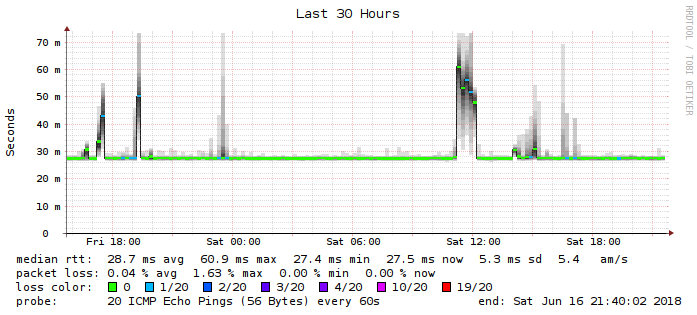 Last 30 Hours
RRDTOOL / TOBI OETIKER
Seconds
70 m
60 m
50 m
40 m
30 m
20 m
10 m
0
Fri 18:00 Sat 00:00 Sat 06:00 Sat 12:00 Sat 18:00
median rtt: 28.7 ms avg 60.9 ms max 27.4 ms min 27.5 ms now 5.3 ms sd 5.4 am/s
packet loss: 0.04 % avg 1.63 % max 0.00 % min 0.00 % now
loss color: 0 1/20 2/20 3/20 4/20 10/20 19/20
probe: 20 ICMP Echo Pings (56 Bytes) every 60s end: Sat Jun 16 21:40:02 2018